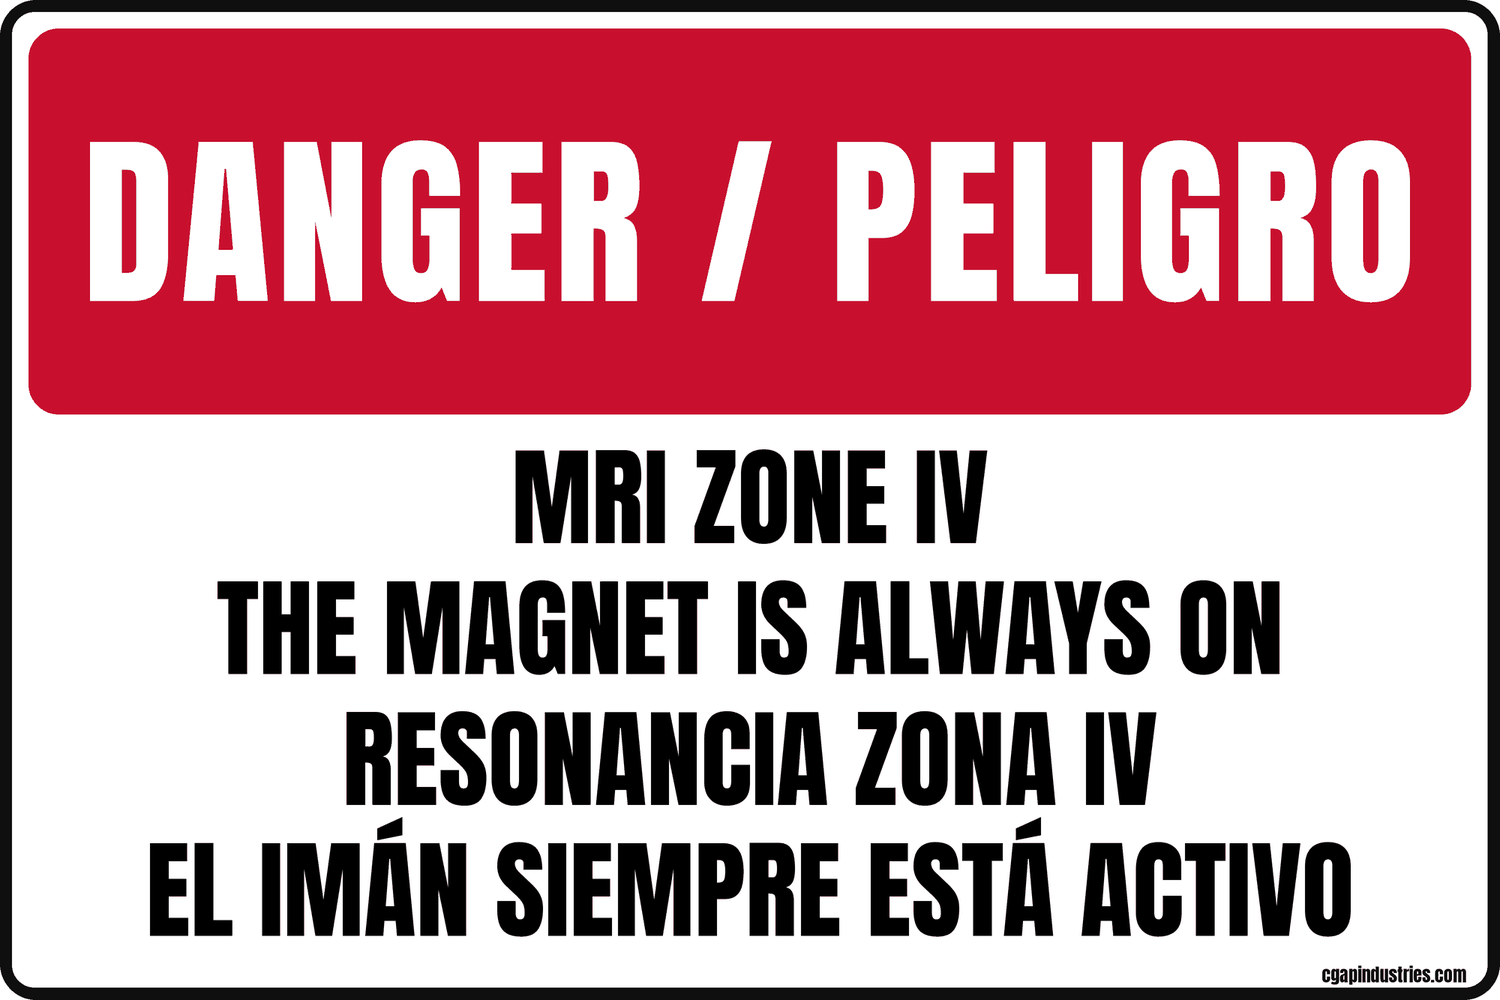 DANGER / PELIGRO
MRI ZONE IV
THE MAGNET IS ALWAYS ON
RESONANCIA ZONA IV
EL IMÁN SIEMPRE ESTÁ ACTIVO
cgapindustries.com